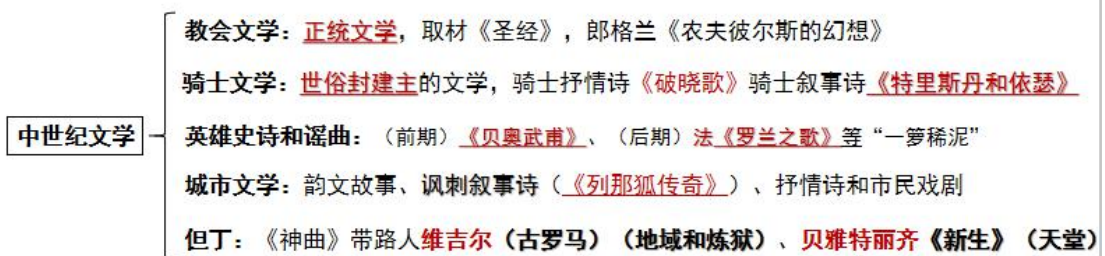 教会文学：正统文学，取材《圣经》，郎格兰《农夫彼尔斯的幻想》
骑士文学：世俗封建主的文学，骑士抒情诗《破晓歌》骑士叙事诗《特里斯丹和依瑟》
中世纪文学
英雄史诗和谣曲：（前期）《贝奥武甫》、（后期）法《罗兰之歌》等“一箩稀泥”
城市文学：韵文故事、讽刺叙事诗（《列那狐传奇》）、抒情诗和市民戏剧
但丁：《神曲》带路人维吉尔（古罗马）（地域和炼狱）、贝雅特丽齐《新生》（天堂）